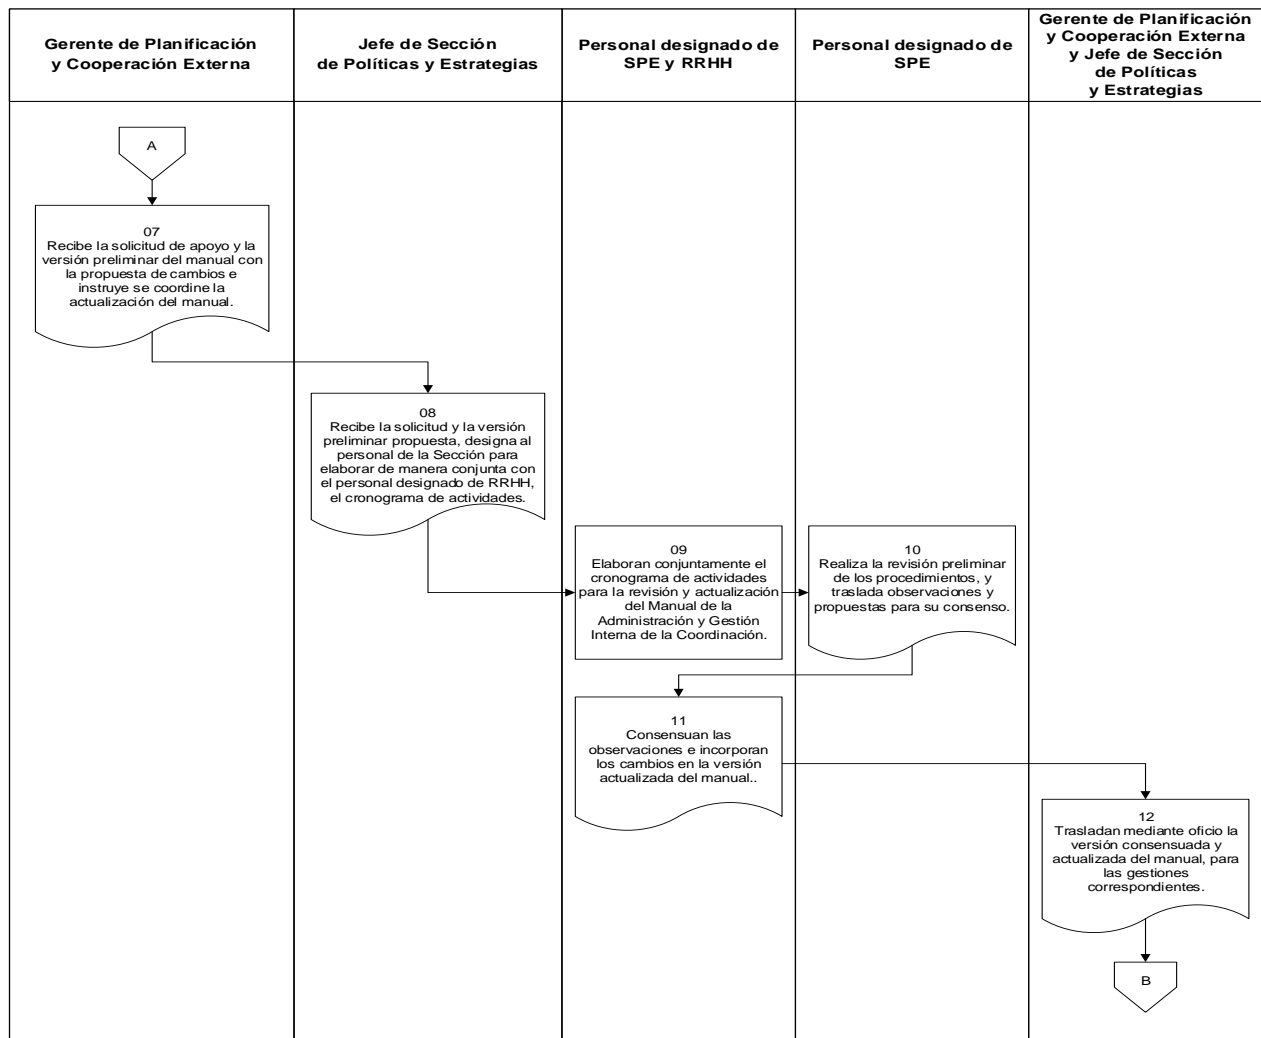 Gerente de Planificación
y Cooperación Externa
Jefe de Sección
de Políticas y Estrategias
Personal designado de
SPE y RRHH
Personal designado de
SPE
Gerente de Planificación
y Cooperación Externa
y Jefe de Sección
de Políticas
y Estrategias
A
07
Recibe la solicitud de apoyo y la
versión preliminar del manual con
la propuesta de cambios e
instruye se coordine la
actualización del manual.
08
Recibe la solicitud y la versión
preliminar propuesta, designa al
personal de la Sección para
elaborar de manera conjunta con
el personal designado de RRHH,
el cronograma de actividades.
09
Elaboran conjuntamente el
cronograma de actividades
para la revisión y actualización
del Manual de la
Administración y Gestión
Interna de la Coordinación.
10
Realiza la revisión preliminar
de los procedimientos, y
traslada observaciones y
propuestas para su consenso.
11
Consensuan las
observaciones e incorporan
los cambios en la versión
actualizada del manual..
12
Trasladan mediante oficio la
versión consensuada y
actualizada del manual, para
las gestiones
correspondientes.
B